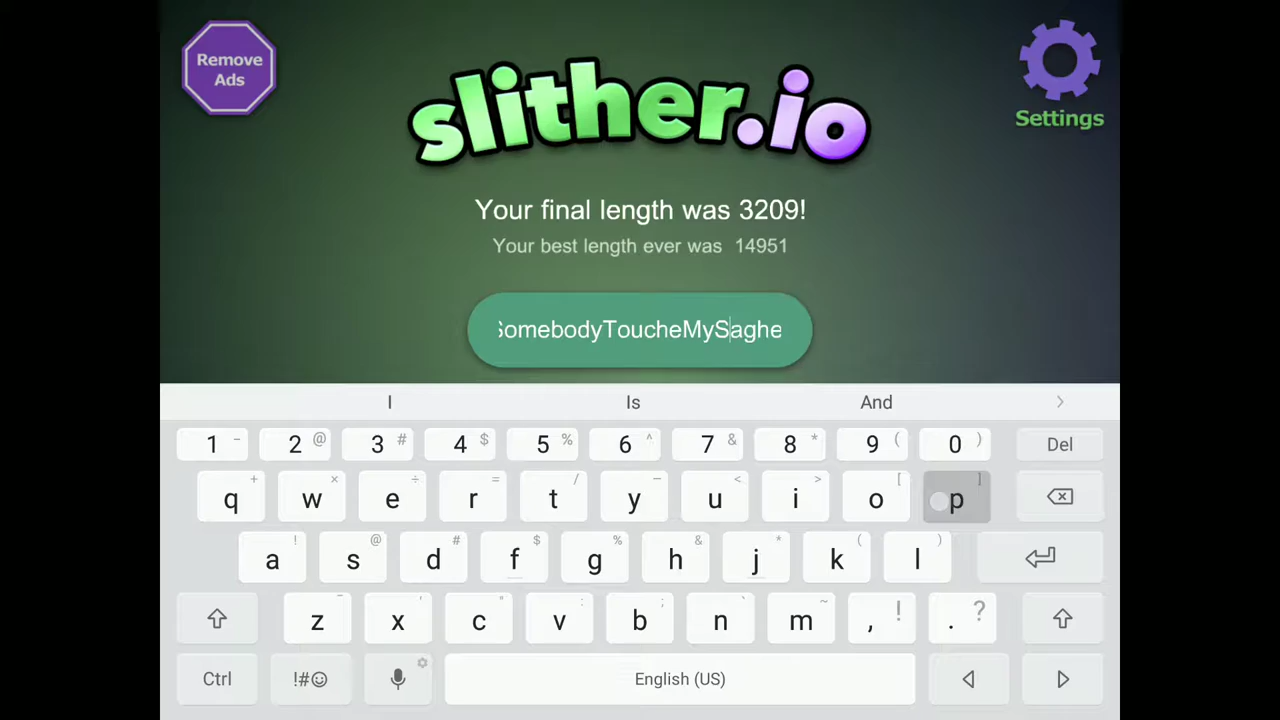 Remove
Ads
slither.io
Settings
Your final length was 3209!
Your best length ever was 14951
SomebodyToucheMySaghe
I Is And >
1 - 2 @ 3 # 4 $ 5 % 6 ^ 7 & 8 * 9 ( 0 ) Del
q + w × e ÷ r = t / y _ u < i > o [ p ]
a ! s @ d # f $ g % h & j * k ( l )
z - x ' c " v : b ; n ` m ~ , ! . ?
Ctrl !#☺ English (US)